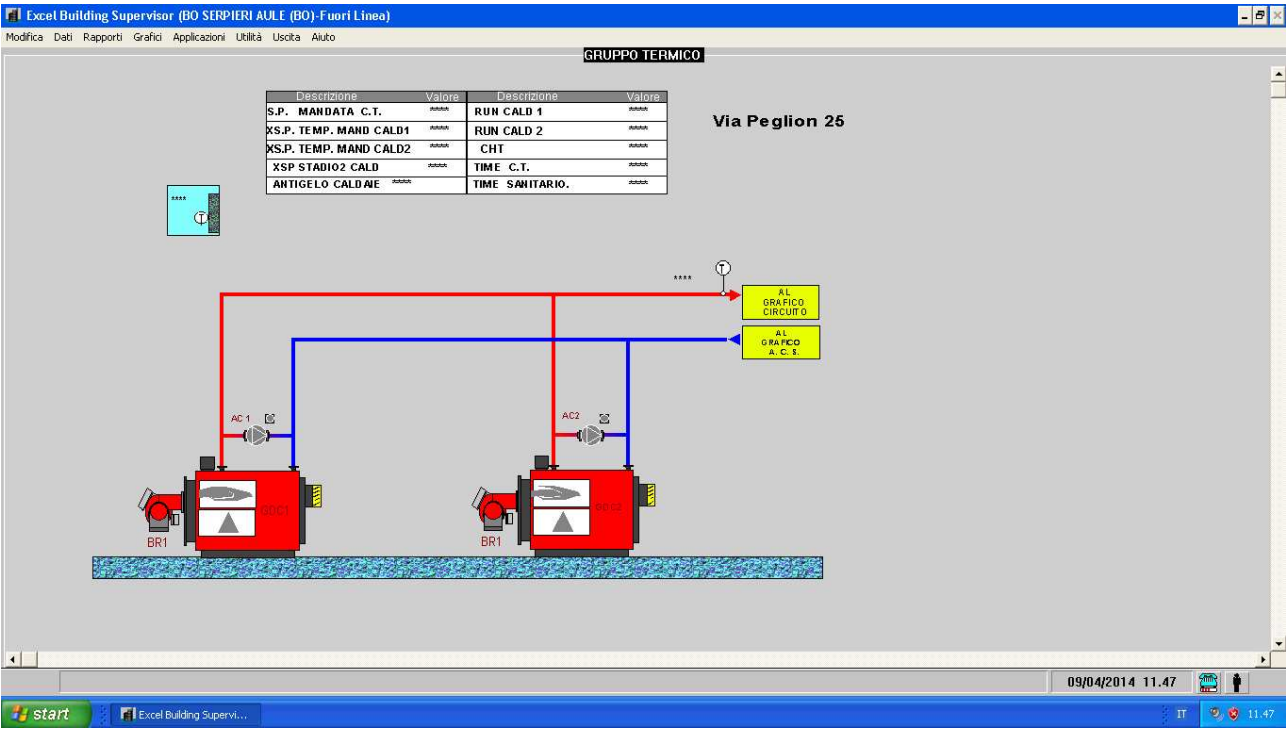 Excel Building Supervisor (BO SERPIERI AULE (BO)-Fuori Linea)
Modifica Dati Rapporti Grafici Applicazioni Utilità Uscita Aiuto
GRUPPO TERMICO
Descrizione Valore Descrizione Valore
S.P. MANDATA C.T. **** RUN CALD 1 ****
XS.P. TEMP. MAND CALD1 **** RUN CALD 2 ****
XS.P. TEMP. MAND CALD2 **** CHT ****
XSP STADIO2 CALD **** TIME C.T. ****
ANTIGELO CALDAIE **** TIME SANITARIO. ****
Via Peglion 25
****
T
****
T
AL
GRAFICO
CIRCUITO
AL
GRAFICO
A. C. S.
AC 1
AC2
GDC1
GDC2
BR1
BR1
09/04/2014 11.47
start
Excel Building Supervi...
IT
11.47